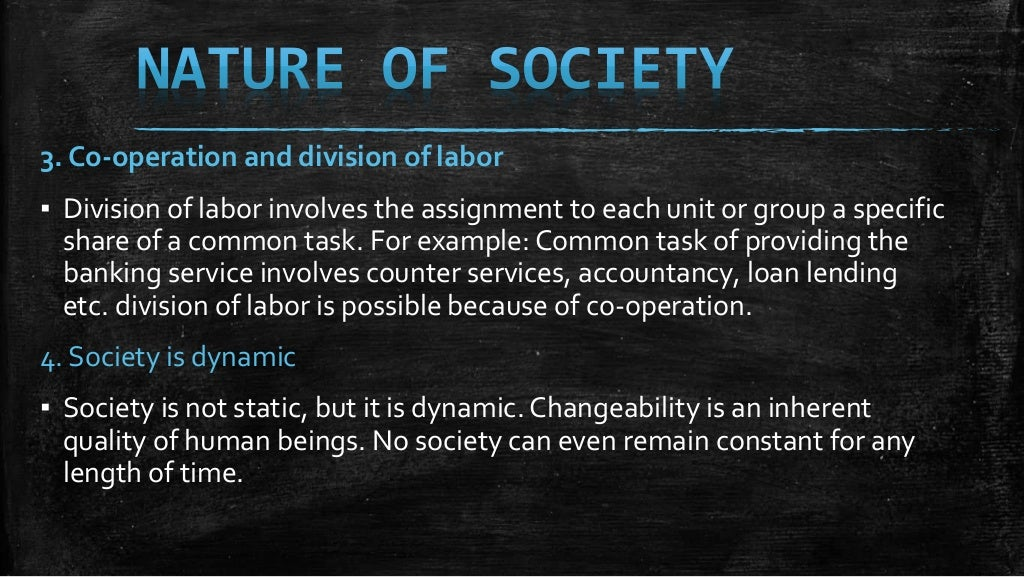 NATURE OF SOCIETY
3. Co-operation and division of labor
▪ Division of labor involves the assignment to each unit or group a specific
share of a common task. For example: Common task of providing the
banking service involves counter services, accountancy, loan lending
etc. division of labor is possible because of co-operation.
4. Society is dynamic
▪ Society is not static, but it is dynamic. Changeability is an inherent
quality of human beings. No society can even remain constant for any
length of time.